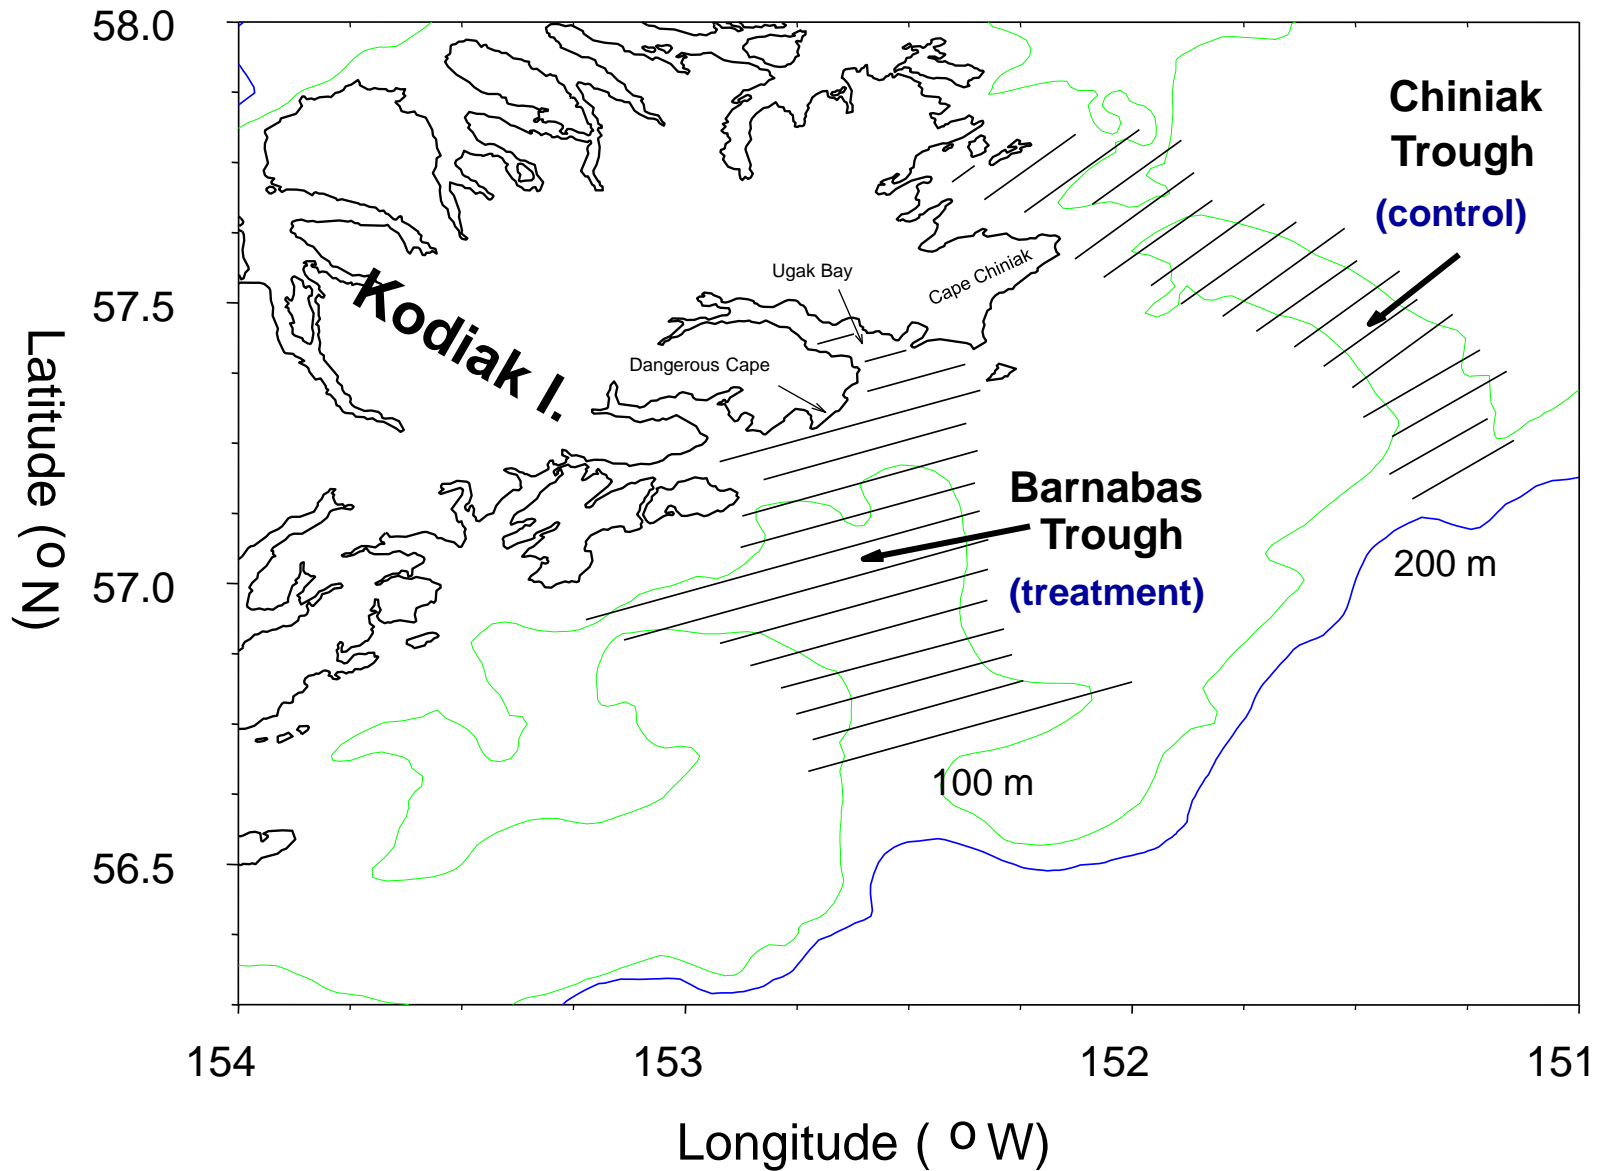 58.0
57.5
57.0
56.5
Latitude (o N)
154
153
152
151
Longitude ( o W)
Chiniak
Trough
(control)
Ugak Bay
Cape Chiniak
Kodiak I.
Dangerous Cape
Barnabas
Trough
(treatment)
200 m
100 m